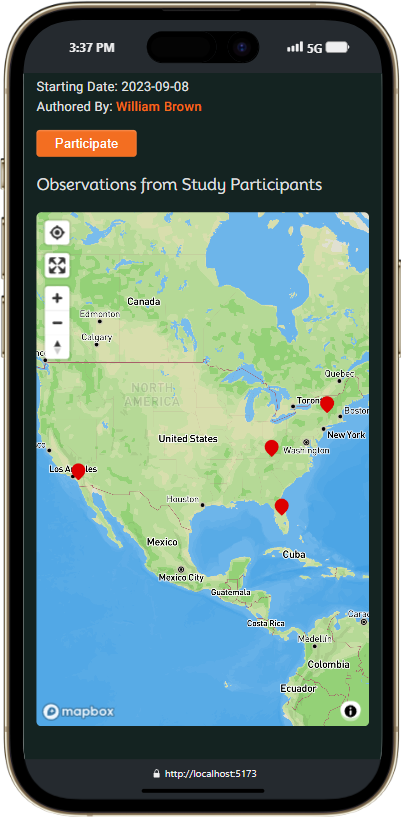 3:37 PM
5G
Starting Date: 2023-09-08
Authored By: William Brown
Participate
Observations from Study Participants
Canada
Edmonton
Calgary
NORTH
AMERICA
Quebec
Toron
Boston
New York
United States
Washington
Los Angeles
Houston
Mexico
Mexico City
Cuba
Guatemala
Costa Rica
Carac
Medellín
Colombia
Ecuador
mapbox
http://localhost:5173